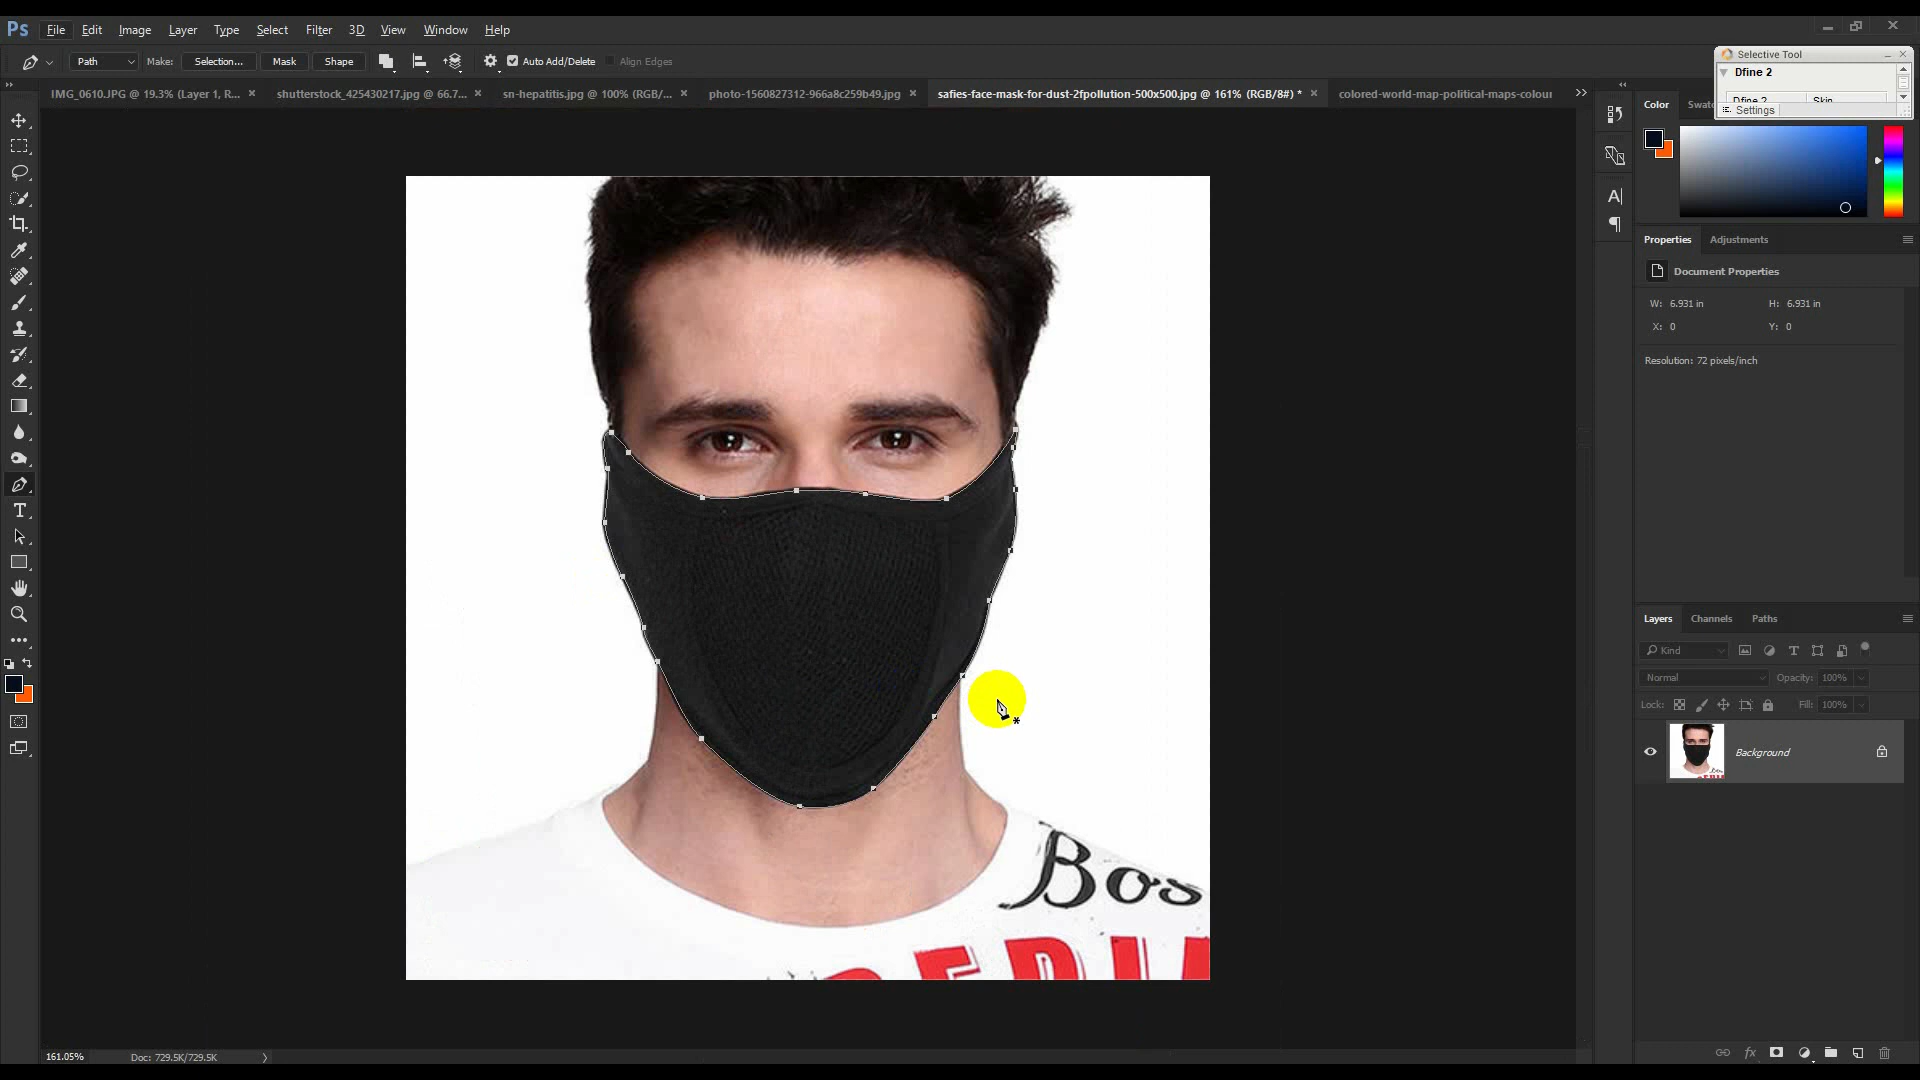 Ps File Edit Image Layer Type Select Filter 3D View Window Help
Path Make: Selection... Mask Shape Auto Add/Delete Align Edges
Selective Tool
Dfine 2
Dfine 2 Skin
Settings
IMG_0610.JPG @ 19.3% (Layer 1, R... × shutterstock_425430217.jpg @ 66.7... × sn-hepatitis.jpg @ 100% (RGB/... × photo-1560827312-966a8c259b49.jpg × safies-face-mask-for-dust-2fpollution-500x500.jpg @ 161% (RGB/8#) * × colored-world-map-political-maps-colour
Color Swatc
Properties Adjustments
Document Properties
W: 6.931 in H: 6.931 in
X: 0 Y: 0
Resolution: 72 pixels/inch
Layers Channels Paths
Kind
Normal Opacity: 100%
Lock: Fill: 100%
Background
Bos
161.05% Doc: 729.5K/729.5K